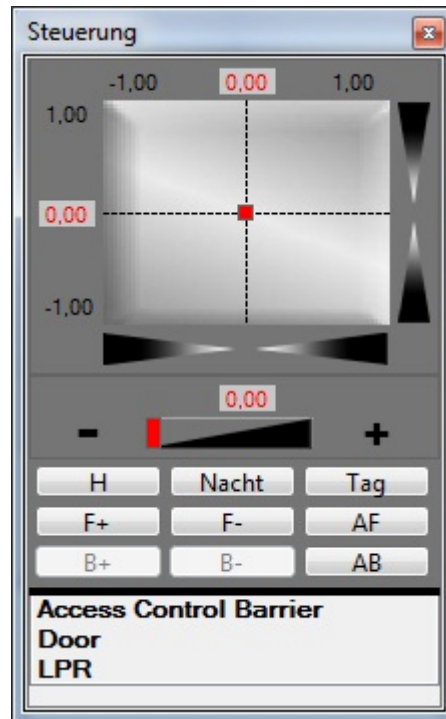 Steuerung
-1,00 0,00 1,00
1,00
0,00
-1,00
0,00
- +
H Nacht Tag
F+ F- AF
B+ B- AB
Access Control Barrier
Door
LPR